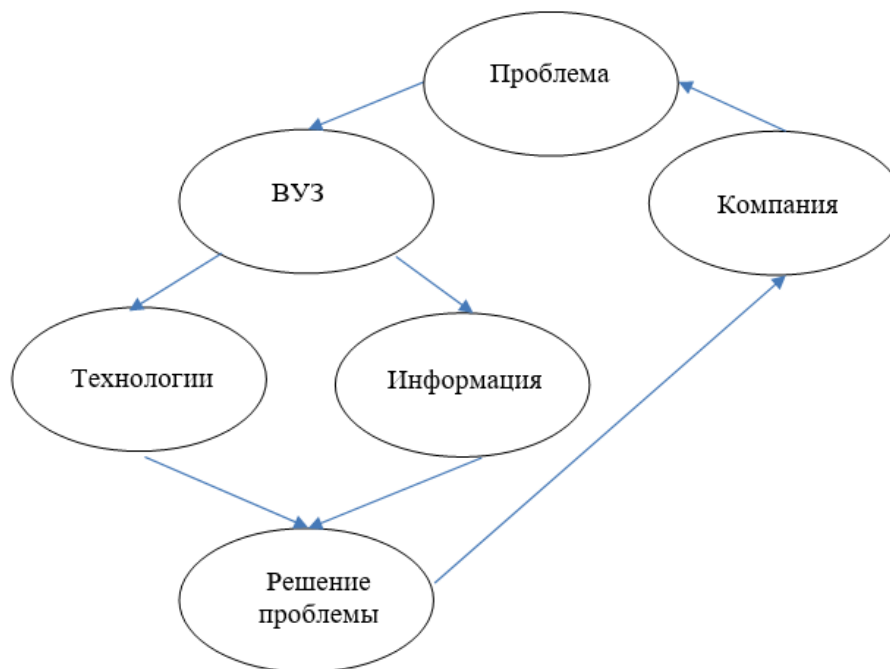 Проблема
ВУЗ
Компания
Технологии
Информация
Решение
проблемы